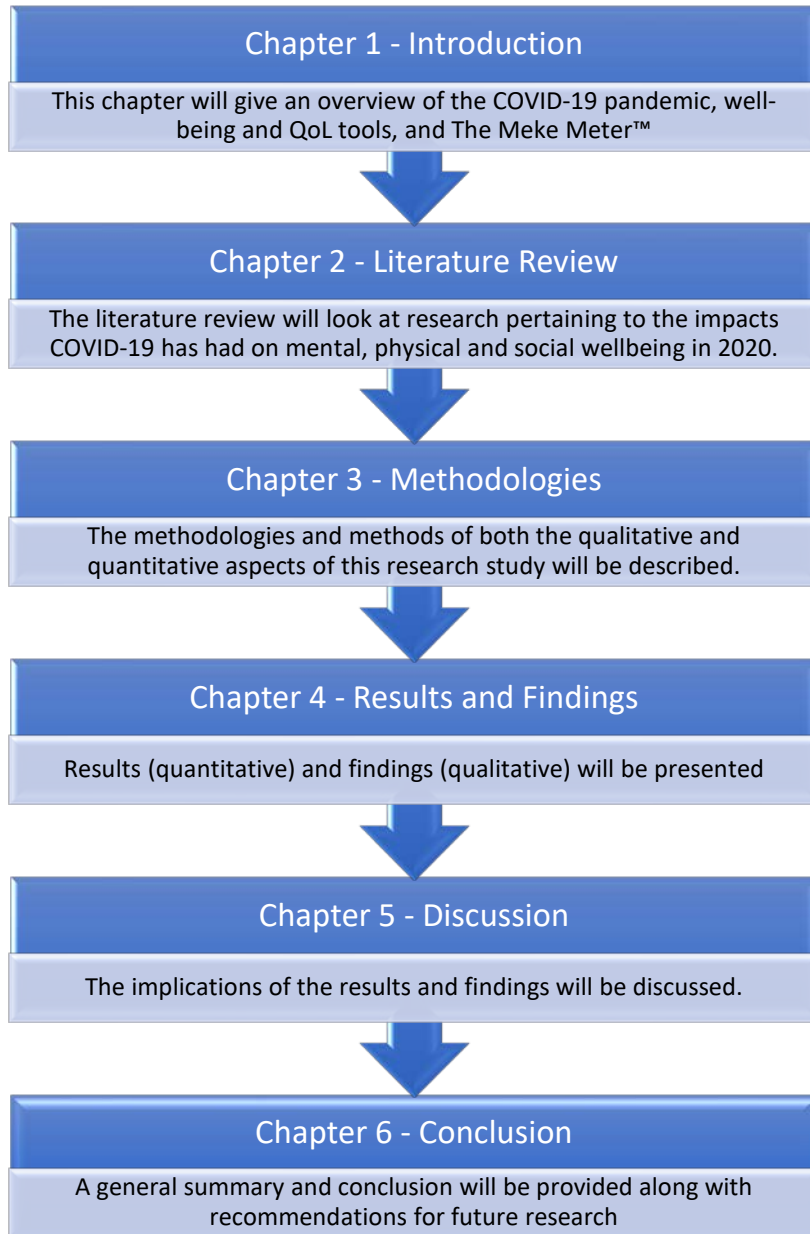 Chapter 1 - Introduction
This chapter will give an overview of the COVID-19 pandemic, well-
being and QoL tools, and The Meke Meter™
Chapter 2 - Literature Review
The literature review will look at research pertaining to the impacts
COVID-19 has had on mental, physical and social wellbeing in 2020.
Chapter 3 - Methodologies
The methodologies and methods of both the qualitative and
quantitative aspects of this research study will be described.
Chapter 4 - Results and Findings
Results (quantitative) and findings (qualitative) will be presented
Chapter 5 - Discussion
The implications of the results and findings will be discussed.
Chapter 6 - Conclusion
A general summary and conclusion will be provided along with
recommendations for future research